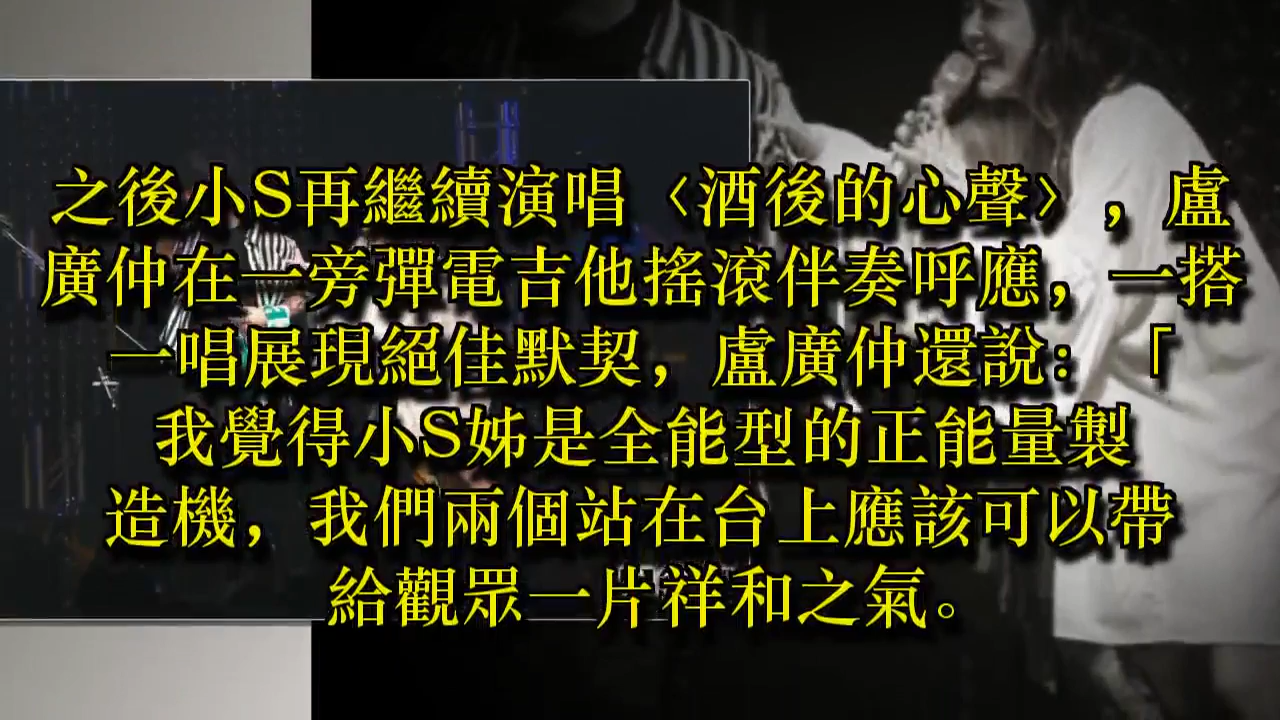 之後小S再繼續演唱〈酒後的心聲〉，盧
廣仲在一旁彈電吉他搖滾伴奏呼應，一搭
一唱展現絕佳默契，盧廣仲還說：「
我覺得小S姊是全能型的正能量製
造機，我們兩個站在台上應該可以帶
給觀眾一片祥和之氣。